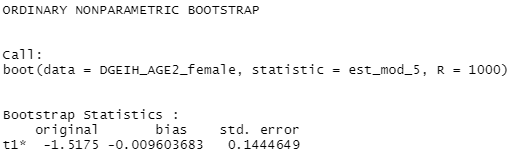 ORDINARY NONPARAMETRIC BOOTSTRAP
Call:
boot(data = DGEIH_AGE2_female, statistic = est_mod_5, R = 1000)
Bootstrap Statistics :
original bias std. error
t1* -1.5175 -0.009603683 0.1444649